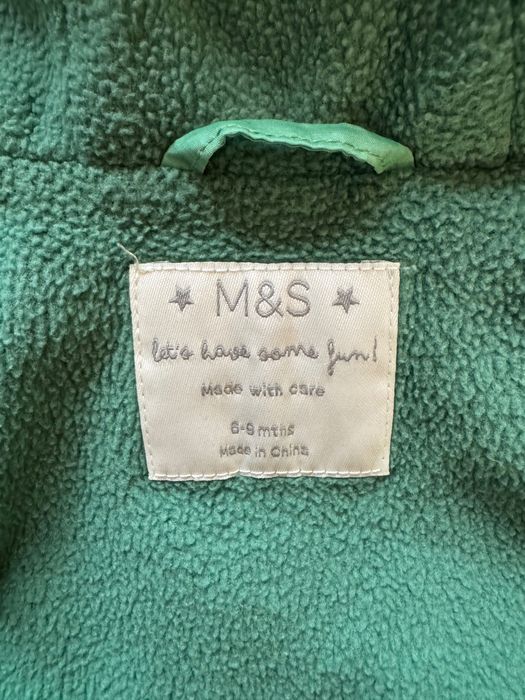 M&S
let's have some fun!
Made with care
6-9 mths
Made in China